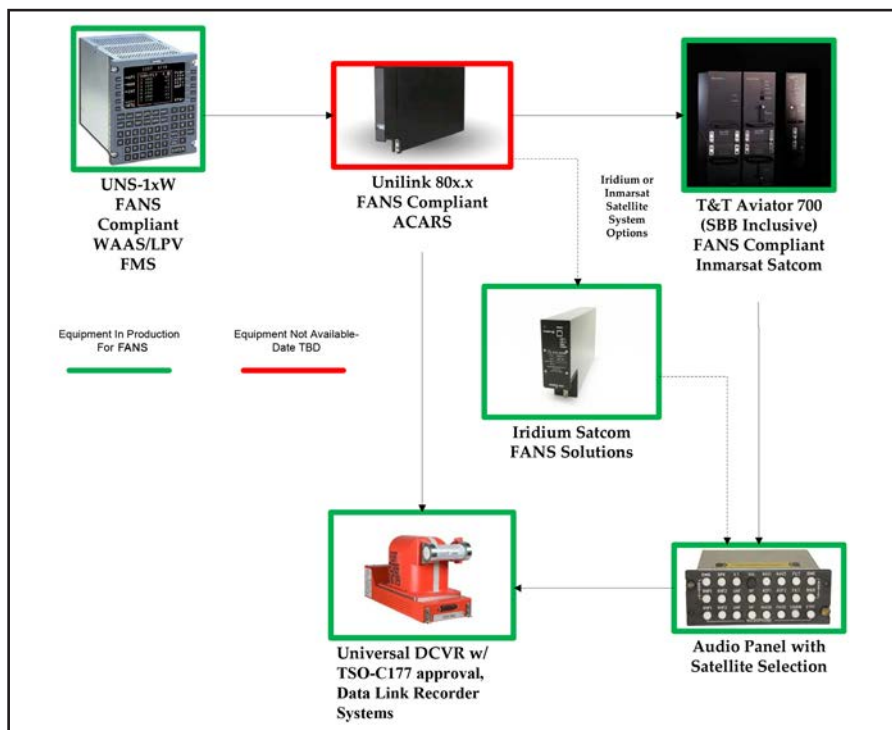 UNS-1xW
FANS
Compliant
WAAS/LPV
FMS
Unilink 80x.x
FANS Compliant
ACARS
Iridium or
Inmarsat
Satellite
System
Options
T&T Aviator 700
(SBB Inclusive)
FANS Compliant
Inmarsat Satcom
Equipment In Production
For FANS
Equipment Not Available-
Date TBD
Iridium Satcom
FANS Solutions
Universal DCVR w/
TSO-C177 approval,
Data Link Recorder
Systems
Audio Panel with
Satellite Selection